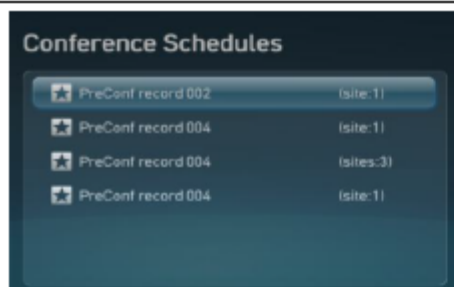 Conference Schedules
PreConf record 002 (site:1)
PreConf record 004 (site:1)
PreConf record 004 (sites:3)
PreConf record 004 (site:1)